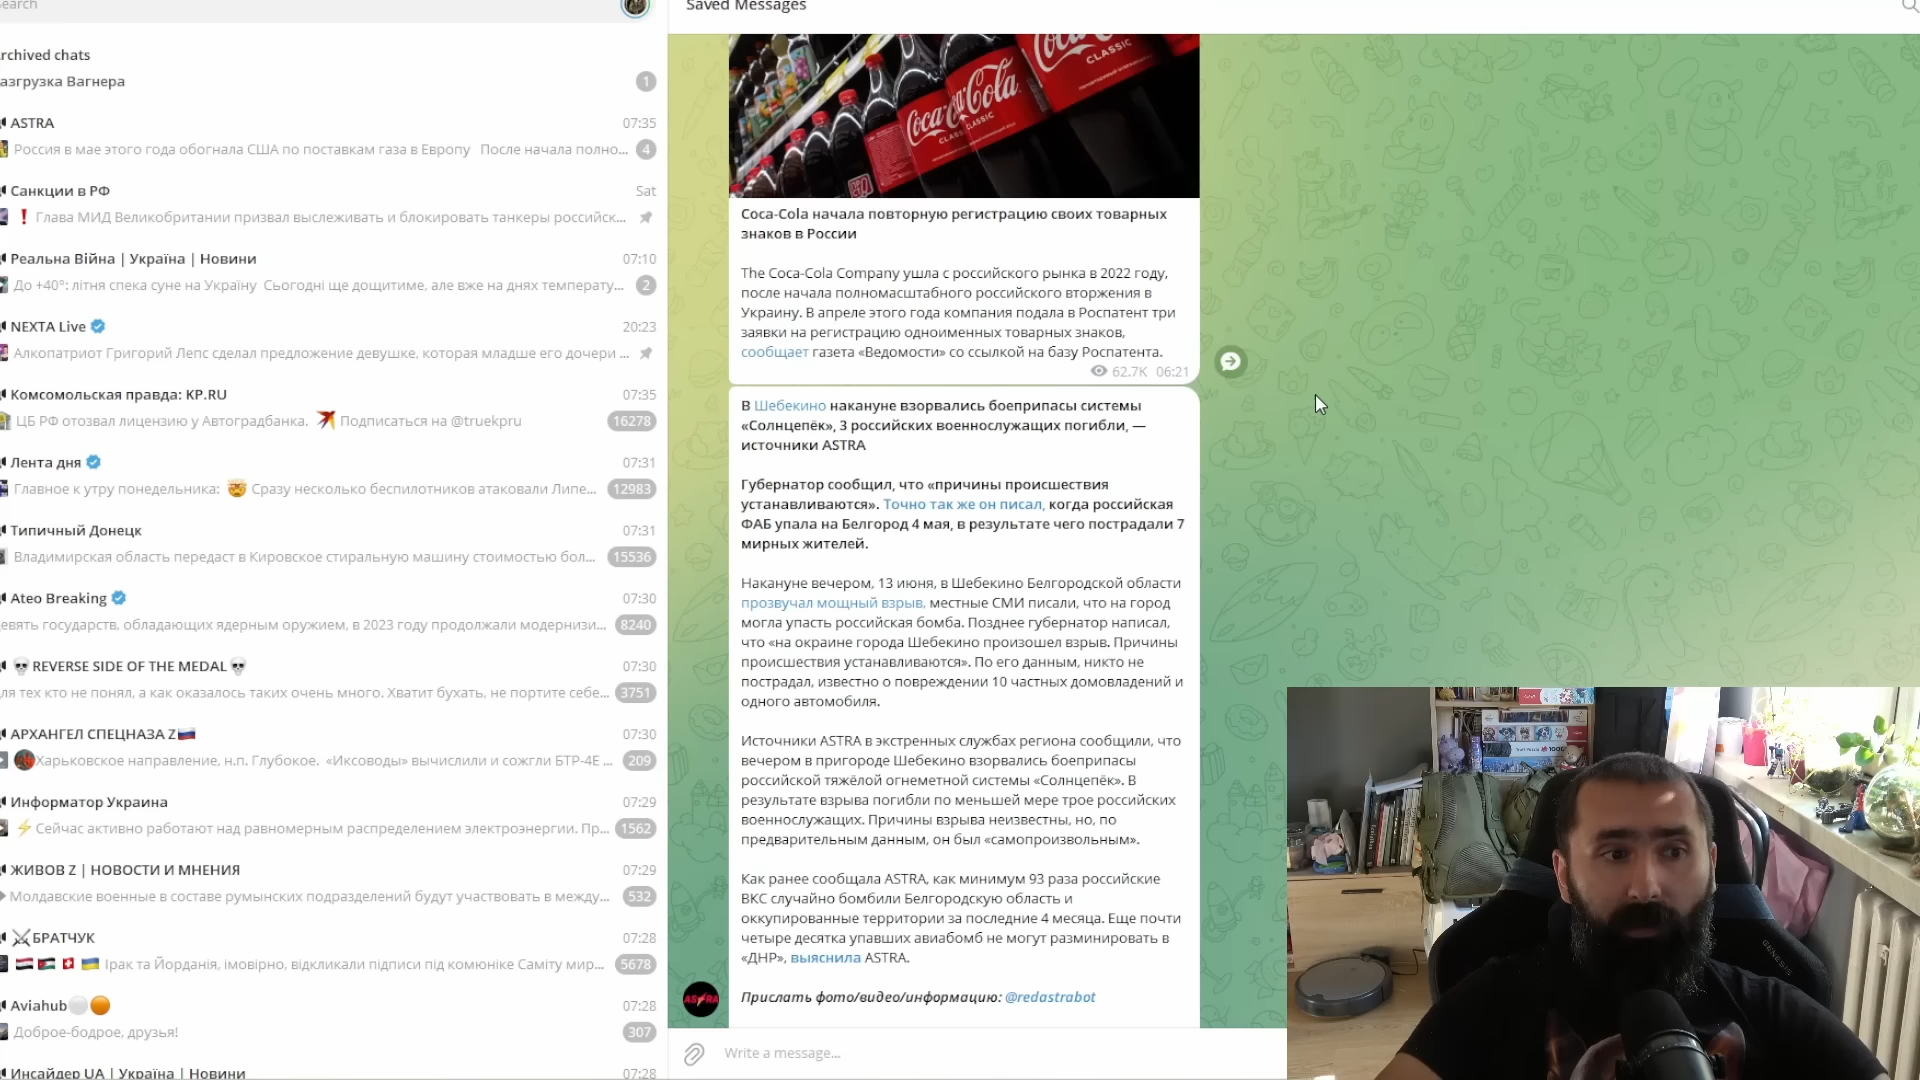 Search
Archived chats
азгрузка Вагнера
1
ASTRA
07:35
Россия в мае этого года обогнала США по поставкам газа в Европу После начала полно...
4
Санкции в РФ
Sat
Глава МИД Великобритании призвал выслеживать и блокировать танкеры российск...
Реальна Війна | Україна | Новини
07:10
До +40°: літня спека суне на Україну Сьогодні ще дощитиме, але вже на днях температу...
2
NEXTA Live
20:23
Алкопатриот Григорий Лепс сделал предложение девушке, которая младше его дочери ...
Комсомольская правда: KP.RU
07:35
ЦБ РФ отозвал лицензию у Автоградбанка. Подписаться на @truekpru
16278
Лента дня
07:31
Главное к утру понедельника: 🤯 Сразу несколько беспилотников атаковали Липе...
12983
Типичный Донецк
07:31
Владимирская область передаст в Кировское стиральную машину стоимостью бол...
15536
Ateo Breaking
07:30
евять государств, обладающих ядерным оружием, в 2023 году продолжали модернизи...
8240
💀REVERSE SIDE OF THE MEDAL💀
07:30
ля тех кто не понял, а как оказалось таких очень много. Хватит бухать, не портите себе...
3751
АРХАНГЕЛ СПЕЦНАЗА Z🇷🇺
07:30
Харьковское направление, н.п. Глубокое. «Иксоводы» вычислили и сожгли БТР-4Е ...
209
Информатор Украина
07:29
⚡Сейчас активно работают над равномерным распределением электроэнергии. Пр...
1562
ЖИВОВ Z | НОВОСТИ И МНЕНИЯ
07:29
Молдавские военные в составе румынских подразделений будут участвовать в между...
532
⚔БРАТЧУК
07:28
Ірак та Йорданія, імовірно, відкликали підписи під комюніке Саміту мир...
5678
Aviahub⚪🟠
07:28
Доброе-бодрое, друзья!
307
Инсайдер UA | Україна | Новини
07:28
Saved Messages
Coca-Cola
CLASSIC
Coca-Cola
CLASSIC
Coca-Cola начала повторную регистрацию своих товарных
знаков в России
The Coca-Cola Company ушла с российского рынка в 2022 году,
после начала полномасштабного российского вторжения в
Украину. В апреле этого года компания подала в Роспатент три
заявки на регистрацию одноименных товарных знаков,
сообщает газета «Ведомости» со ссылкой на базу Роспатента.
62.7K 06:21
В Шебекино накануне взорвались боеприпасы системы
«Солнцепёк», 3 российских военнослужащих погибли, —
источники ASTRA
Губернатор сообщил, что «причины происшествия
устанавливаются». Точно так же он писал, когда российская
ФАБ упала на Белгород 4 мая, в результате чего пострадали 7
мирных жителей.
Накануне вечером, 13 июня, в Шебекино Белгородской области
прозвучал мощный взрыв, местные СМИ писали, что на город
могла упасть российская бомба. Позднее губернатор написал,
что «на окраине города Шебекино произошел взрыв. Причины
происшествия устанавливаются». По его данным, никто не
пострадал, известно о повреждении 10 частных домовладений и
одного автомобиля.
Источники ASTRA в экстренных службах региона сообщили, что
вечером в пригороде Шебекино взорвались боеприпасы
российской тяжёлой огнеметной системы «Солнцепёк». В
результате взрыва погибли по меньшей мере трое российских
военнослужащих. Причины взрыва неизвестны, но, по
предварительным данным, он был «самопроизвольным».
Как ранее сообщала ASTRA, как минимум 93 раза российские
ВКС случайно бомбили Белгородскую область и
оккупированные территории за последние 4 месяца. Еще почти
четыре десятка упавших авиабомб не могут разминировать в
«ДНР», выяснила ASTRA.
Прислать фото/видео/информацию: @redastrabot
ASTRA
Write a message...
GENESIS